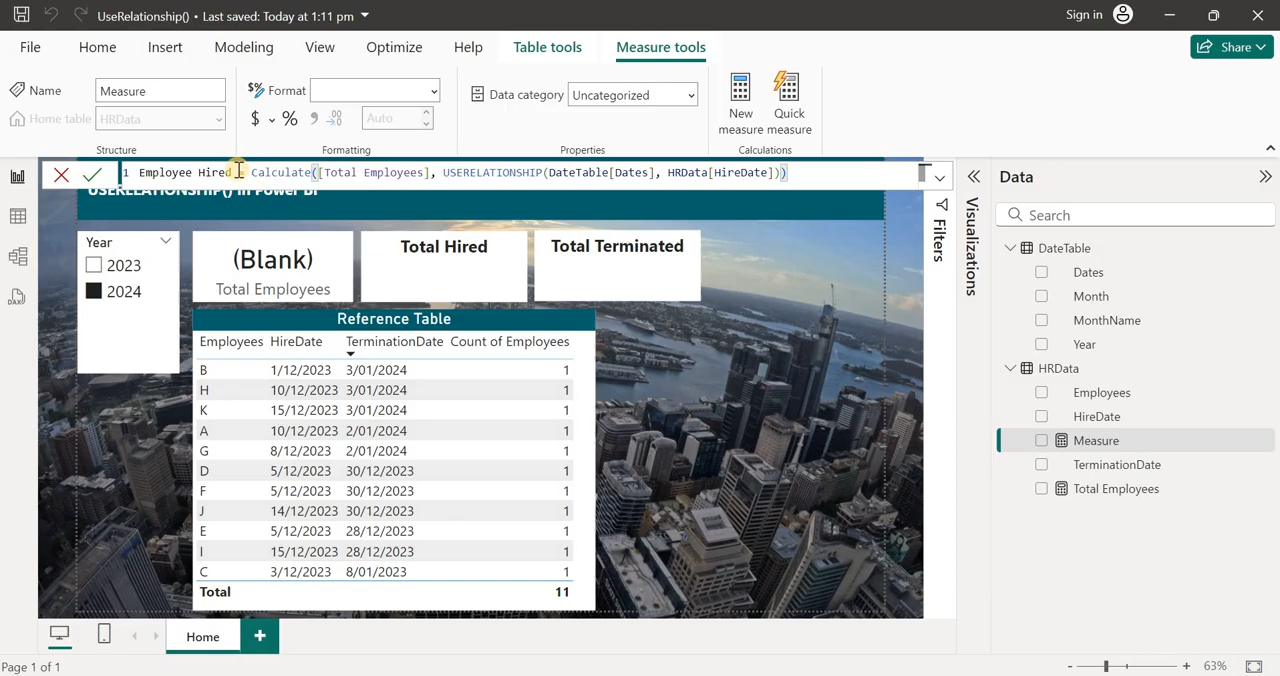 UseRelationship() • Last saved: Today at 1:11 pm
Sign in
File Home Insert Modeling View Optimize Help Table tools Measure tools Share
Name Measure
Home table HRData
Structure
Format
$ % Auto
Formatting
Data category Uncategorized
Properties
New measure
Quick measure
Calculations
1 Employee Hired = Calculate([Total Employees], USERELATIONSHIP(DateTable[Dates], HRData[HireDate]))
USERELATIONSHIP() in Power BI
Year
2023
2024
(Blank)
Total Employees
Total Hired
Total Terminated
Reference Table
Employees HireDate TerminationDate Count of Employees
B 1/12/2023 3/01/2024 1
H 10/12/2023 3/01/2024 1
K 15/12/2023 3/01/2024 1
A 10/12/2023 2/01/2024 1
G 8/12/2023 2/01/2024 1
D 5/12/2023 30/12/2023 1
F 5/12/2023 30/12/2023 1
J 14/12/2023 30/12/2023 1
E 5/12/2023 28/12/2023 1
I 15/12/2023 28/12/2023 1
C 3/12/2023 8/01/2024 1
Total 11
Filters
Visualizations
Data
Search
DateTable
Dates
Month
MonthName
Year
HRData
Employees
HireDate
Measure
TerminationDate
Total Employees
Home +
Page 1 of 1
- + 63%